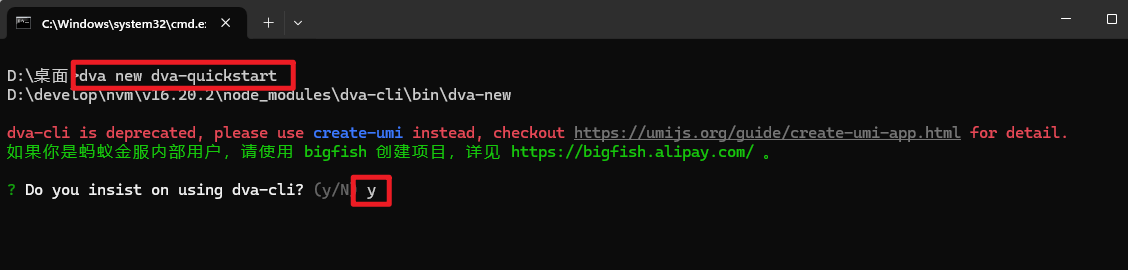 C:\Windows\system32\cmd.e:
D:\桌面>dva new dva-quickstart
D:\develop\nvm\v16.20.2\node_modules\dva-cli\bin\dva-new
dva-cli is deprecated, please use create-umi instead, checkout https://umijs.org/guide/create-umi-app.html for detail.
如果你是蚂蚁金服内部用户，请使用 bigfish 创建项目，详见 https://bigfish.alipay.com/ 。
? Do you insist on using dva-cli? (y/N) y